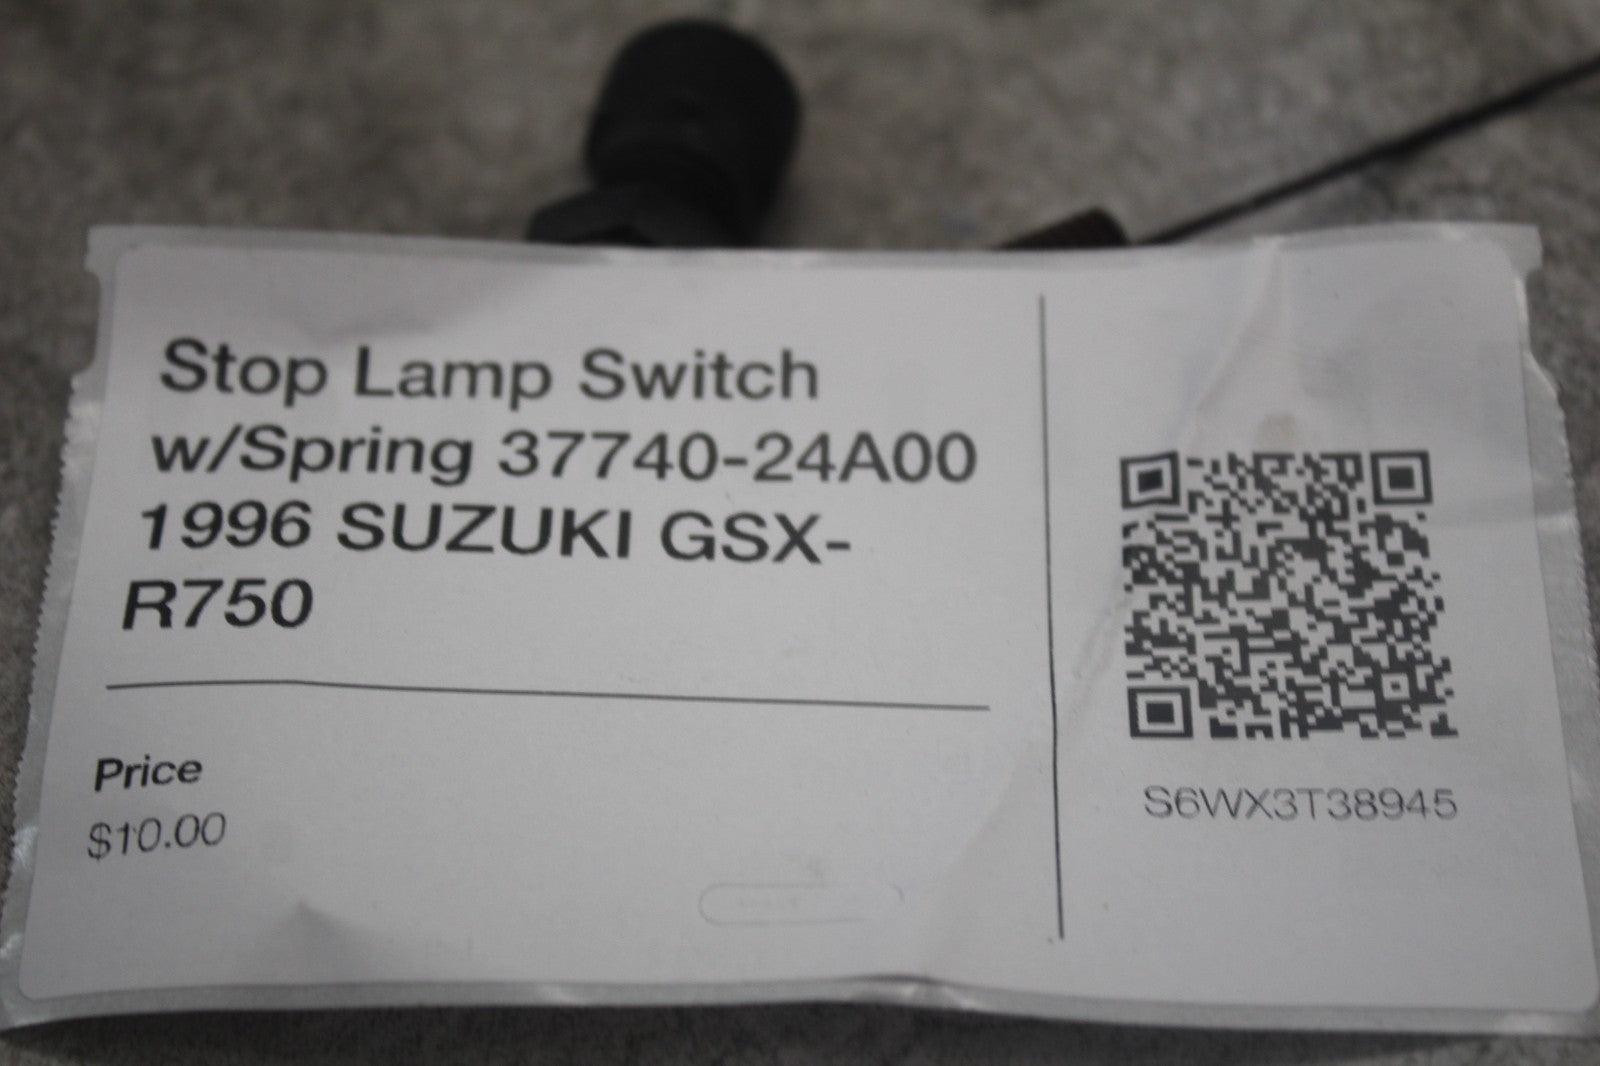 Stop Lamp Switch
w/Spring 37740-24A00
1996 SUZUKI GSX-
R750
Price
$10.00
S6WX3T38945